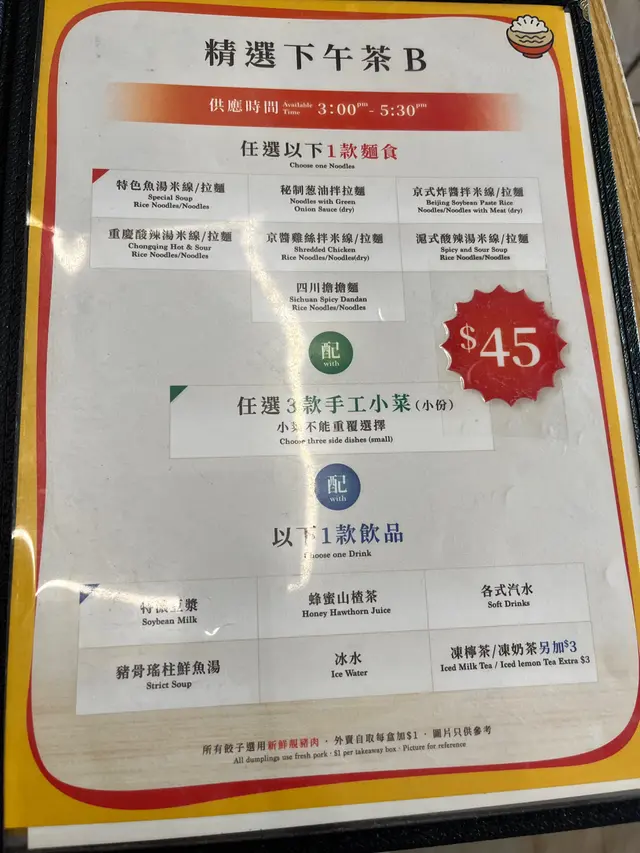 精選下午茶 B
供應時間 Available Time 3:00pm - 5:30pm
任選以下1款麵食
Choose one Noodles
特色魚湯米線/拉麵
Special Soup
Rice Noodles/Noodles
秘制葱油拌拉麵
Noodles with Green
Onion Sauce (dry)
京式炸醬拌米線/拉麵
Beijing Soybean Paste Rice
Noodles/Noodles with Meat (dry)
重慶酸辣湯米線/拉麵
Chongqing Hot & Sour
Rice Noodles/Noodles
京醬雞絲拌米線/拉麵
Shredded Chicken
Rice Noodles/Noodles(dry)
滬式酸辣湯米線/拉麵
Spicy and Sour Soup
Rice Noodles/Noodles
四川擔擔麵
Sichuan Spicy Dandan
Rice Noodles/Noodles
$45
配
with
任選3款手工小菜(小份)
小菜不能重覆選擇
Choose three side dishes (small)
配
with
以下1款飲品
Choose one Drink
漿
Soybean Milk
蜂蜜山楂茶
Honey Hawthorn Juice
各式汽水
Soft Drinks
豬骨瑤柱鮮魚湯
Strict Soup
冰水
Ice Water
凍檸茶/凍奶茶另加$3
Iced Milk Tea / Iced lemon Tea Extra $3
所有餃子選用新鮮靚豬肉 · 外賣自取每盒加$1 · 圖片只供參考
All dumplings use fresh pork · $1 per takeaway box · Picture for reference